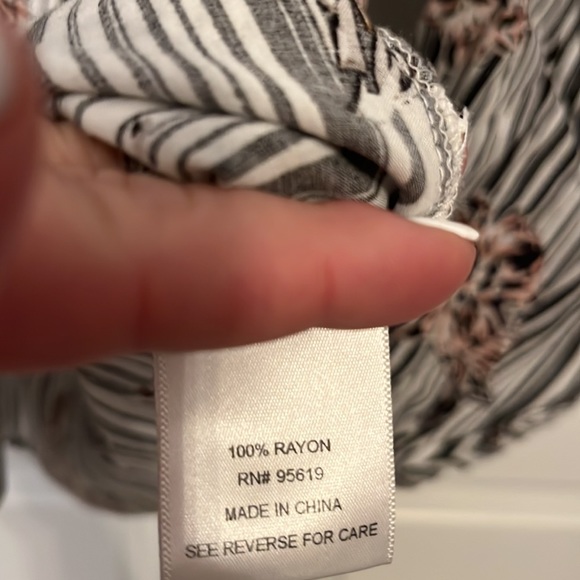 100% RAYON
RN# 95619
MADE IN CHINA
SEE REVERSE FOR CARE